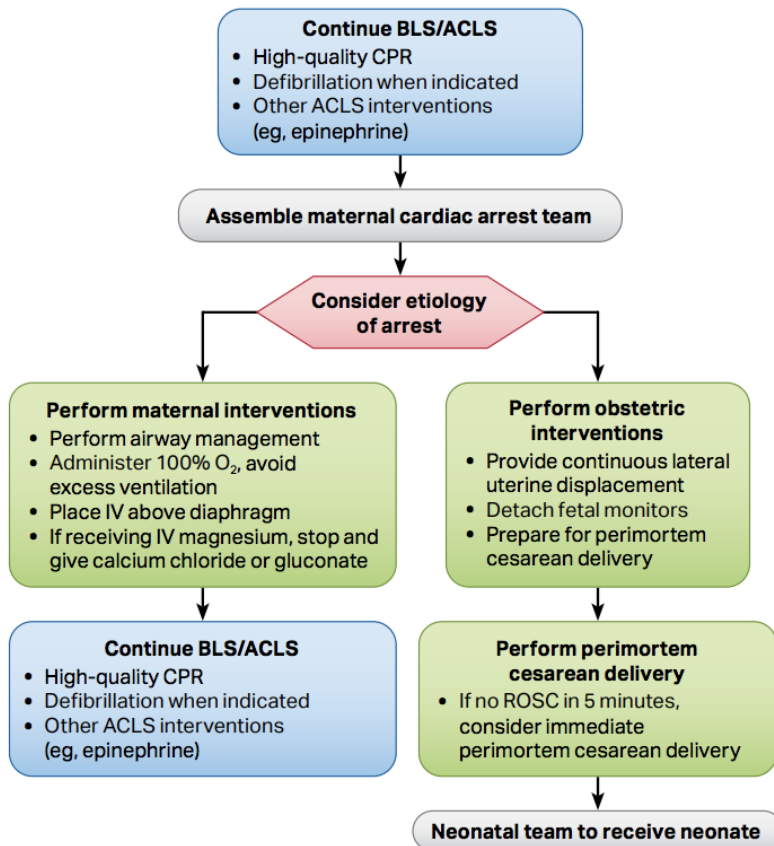 Continue BLS/ACLS
• High-quality CPR
• Defibrillation when indicated
• Other ACLS interventions
(eg, epinephrine)
Assemble maternal cardiac arrest team
Consider etiology
of arrest
Perform maternal interventions
• Perform airway management
• Administer 100% O₂, avoid
excess ventilation
• Place IV above diaphragm
• If receiving IV magnesium, stop and
give calcium chloride or gluconate
Continue BLS/ACLS
• High-quality CPR
• Defibrillation when indicated
• Other ACLS interventions
(eg, epinephrine)
Perform obstetric
interventions
• Provide continuous lateral
uterine displacement
• Detach fetal monitors
• Prepare for perimortem
cesarean delivery
Perform perimortem
cesarean delivery
• If no ROSC in 5 minutes,
consider immediate
perimortem cesarean delivery
Neonatal team to receive neonate